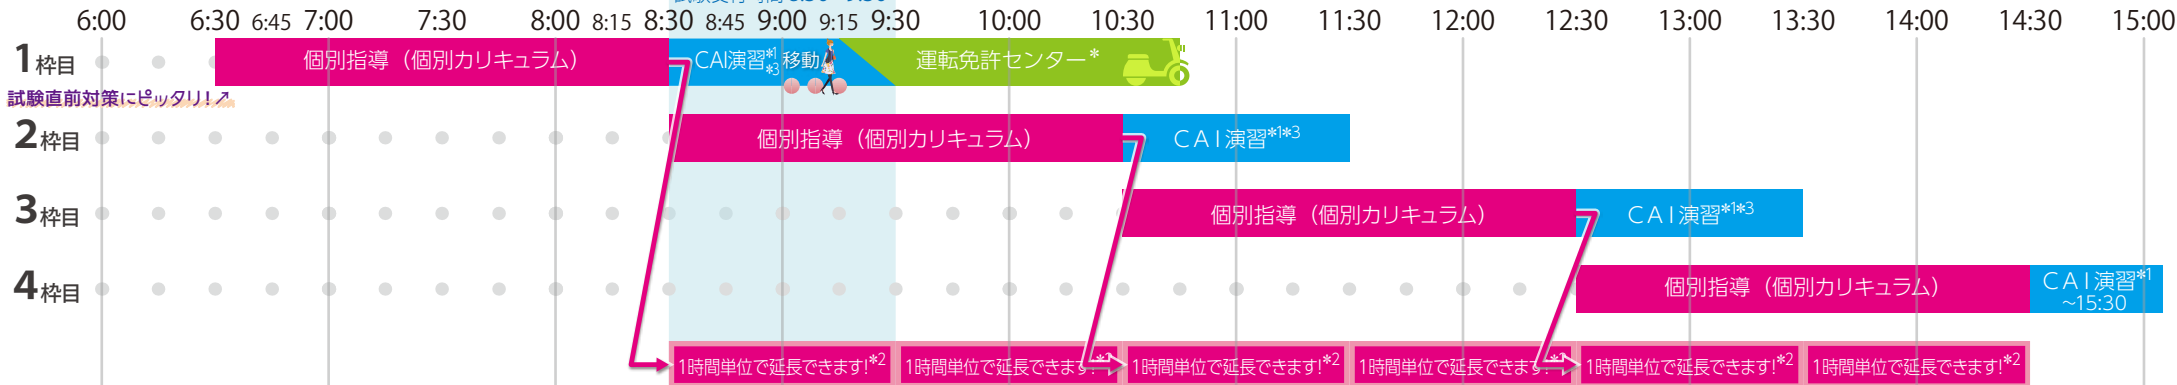 6:00 6:30 6:45 7:00 7:30 8:00 8:15 8:30 8:45 9:00 9:15 9:30 10:00 10:30 11:00 11:30 12:00 12:30 13:00 13:30 14:00 14:30 15:00
1枠目 個別指導（個別カリキュラム） CAI演習*1*3 移動 運転免許センター*
試験直前対策にピッタリ！↗
2枠目 個別指導（個別カリキュラム） CAI演習*1*3
3枠目 個別指導（個別カリキュラム） CAI演習*1*3
4枠目 個別指導（個別カリキュラム） CAI演習*1
~15:30
1時間単位で延長できます!*2 1時間単位で延長できます!*2 1時間単位で延長できます!*2 1時間単位で延長できます!*2 1時間単位で延長できます!*2 1時間単位で延長できます!*2